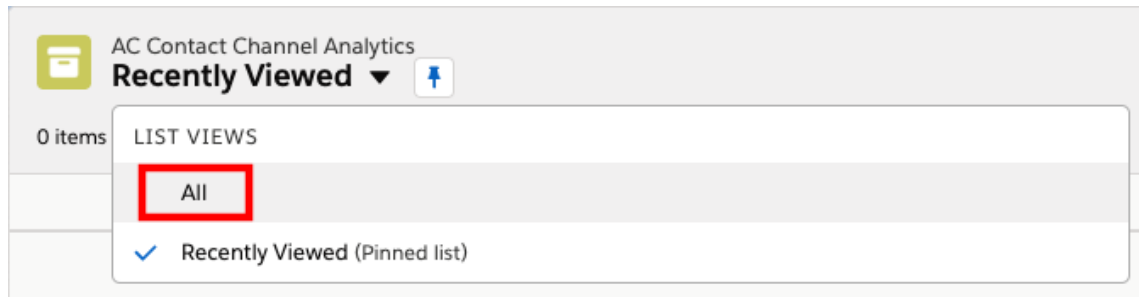 AC Contact Channel Analytics
Recently Viewed
0 items
LIST VIEWS
All
Recently Viewed (Pinned list)